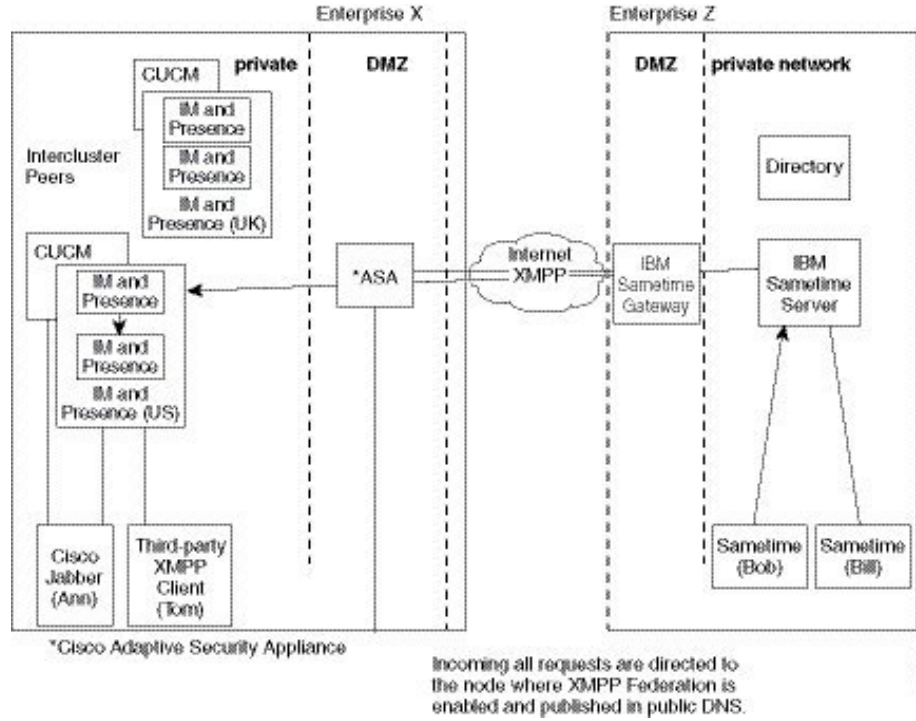 Enterprise X
Enterprise Z
private
DMZ
DMZ
private network
CUCM
IM and
Presence
IM and
Presence
IM and
Presence (UK)
Intercluster
Peers
Directory
CUCM
IM and
Presence
IM and
Presence
IM and
Presence (US)
*ASA
Internet
XMPP
IBM
Sametime
Gateway
IBM
Sametime
Server
Cisco
Jabber
(Ann)
Third-party
XMPP
Client
(Tom)
Sametime
(Bob)
Sametime
(Bill)
*Cisco Adaptive Security Appliance
Incoming all requests are directed to
the node where XMPP Federation is
enabled and published in public DNS.